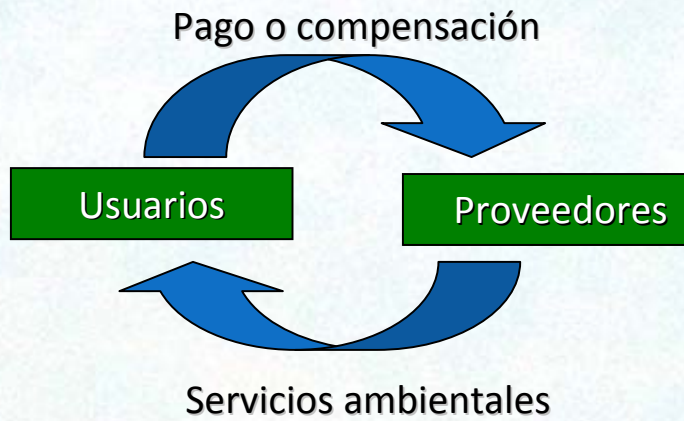 Pago o compensación
Usuarios
Proveedores
Servicios ambientales